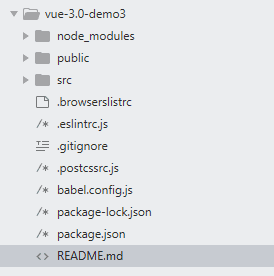 vue-3.0-demo3
node_modules
public
src
.browserslistrc
/* .eslintrc.js
.gitignore
/* .postcssrc.js
/* babel.config.js
/* package-lock.json
/* package.json
<> README.md